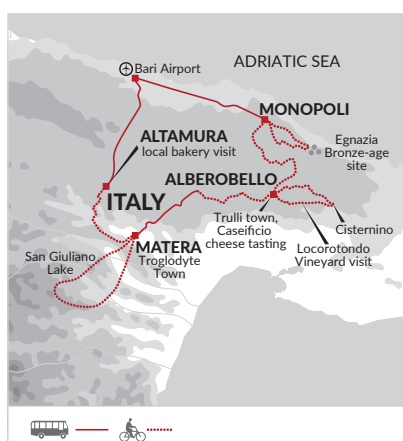 ADRIATIC SEA
Bari Airport
MONOPOLI
ALTAMURA
local bakery visit
Egnazia
Bronze-age
site
ALBEROBELLO
ITALY
Trulli town,
Caseificio
cheese tasting
Cisternino
Locorotondo
Vineyard visit
MATERA
Troglodyte
Town
San Giuliano
Lake